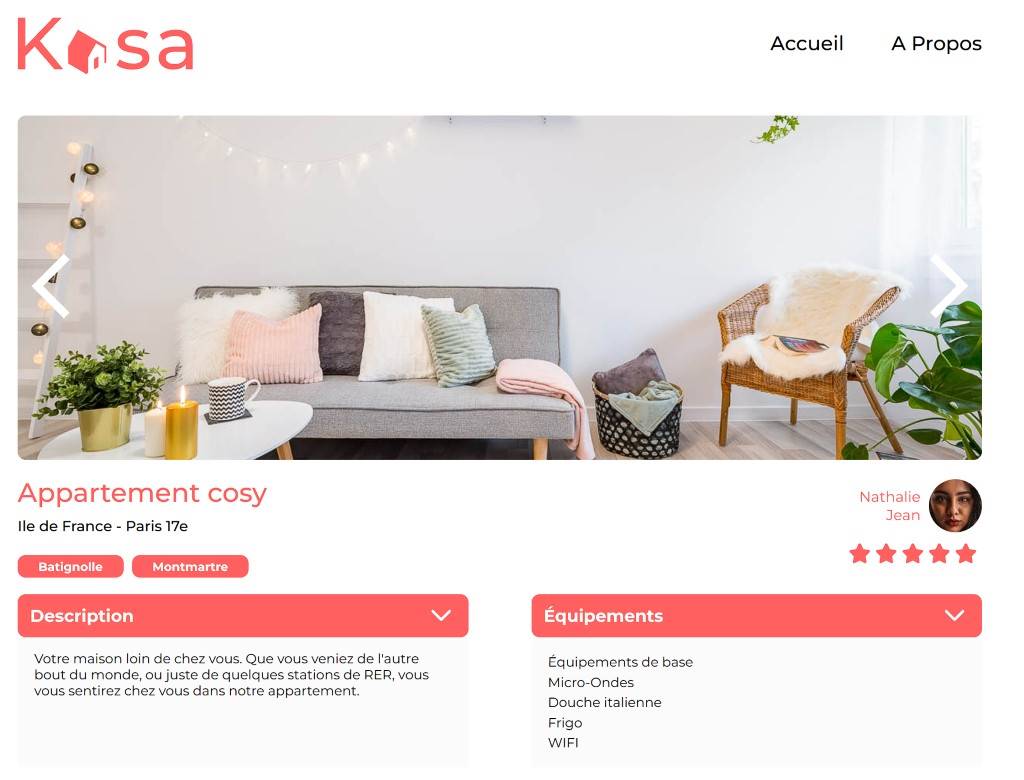 Kasa
Accueil
A Propos
Appartement cosy
Ile de France - Paris 17e
Nathalie
Jean
Batignolle
Montmartre
Description
Votre maison loin de chez vous. Que vous veniez de l'autre
bout du monde, ou juste de quelques stations de RER, vous
vous sentirez chez vous dans notre appartement.
Équipements
Équipements de base
Micro-Ondes
Douche italienne
Frigo
WIFI